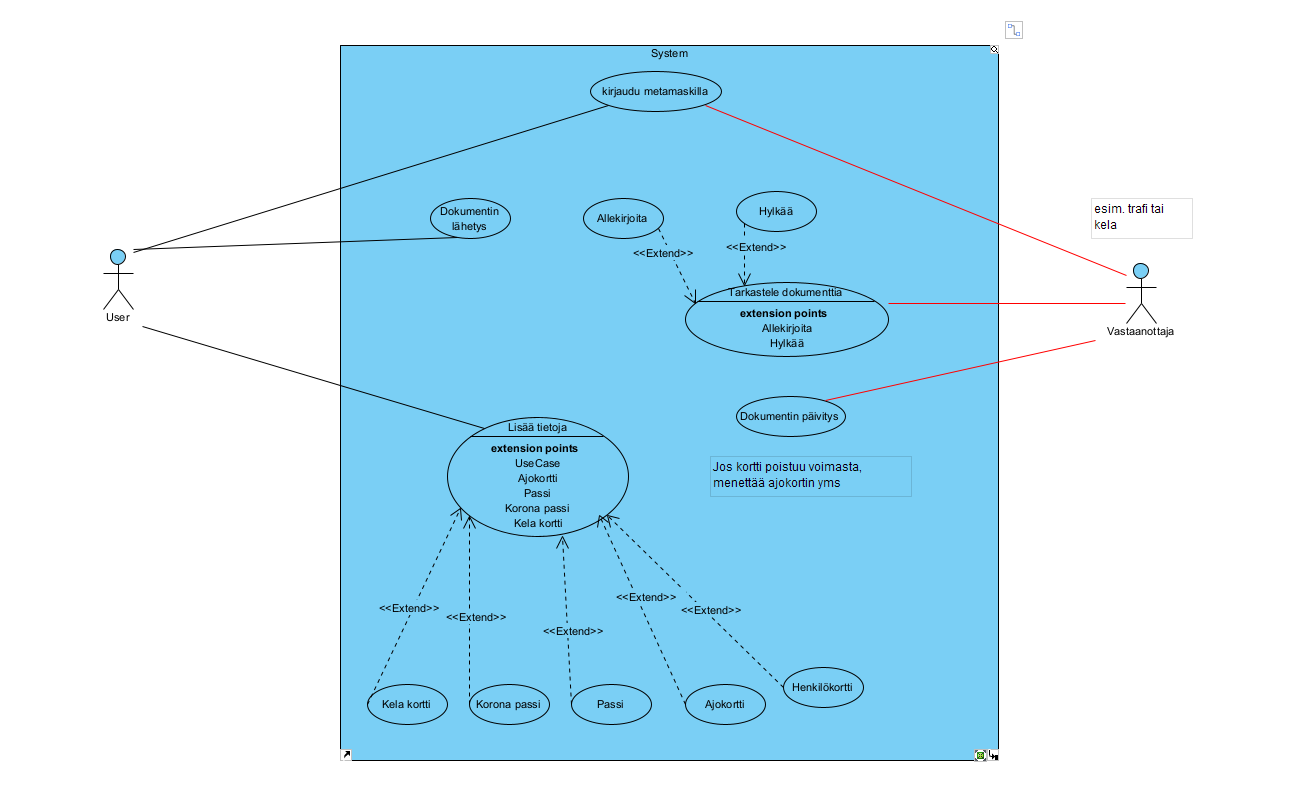 System
kirjaudu metamaskilla
esim. trafi tai
kela
Dokumentin
lähetys
Allekirjoita
Hylkää
<<Extend>>
<<Extend>>
User
Tarkastele dokumenttia
extension points
Allekirjoita
Hylkää
Vastaanottaja
Dokumentin päivitys
Jos kortti poistuu voimasta,
menettää ajokortin yms
Lisää tietoja
extension points
UseCase
Ajokortti
Passi
Korona passi
Kela kortti
<<Extend>>
<<Extend>>
<<Extend>>
<<Extend>>
<<Extend>>
Kela kortti
Korona passi
Passi
Ajokortti
Henkilökortti